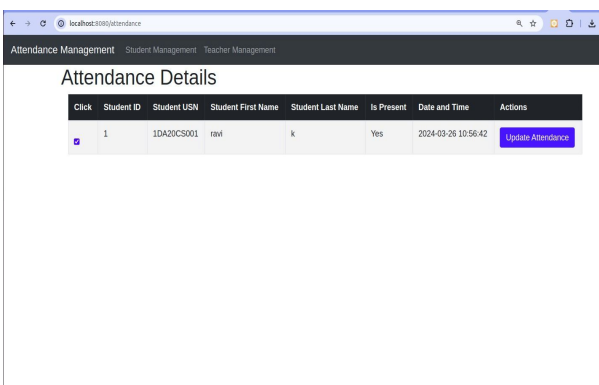 localhost:8080/attendance
Attendance Management Student Management Teacher Management
Attendance Details
Click Student ID Student USN Student First Name Student Last Name Is Present Date and Time Actions
1 1DA20CS001 ravi k Yes 2024-03-26 10:56:42 Update Attendance